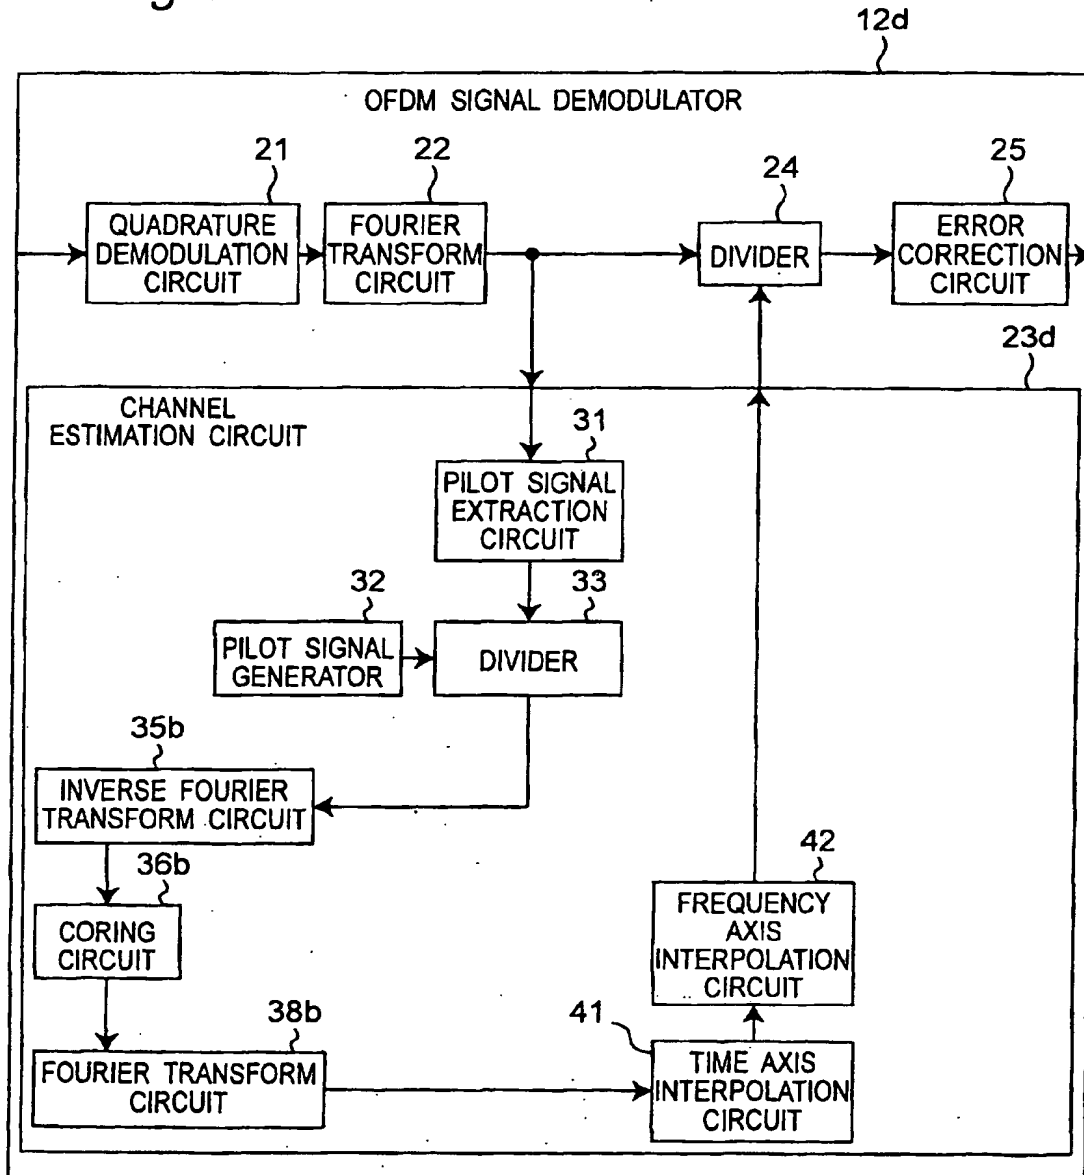 12d
OFDM SIGNAL DEMODULATOR
21
22
24
25
QUADRATURE
DEMODULATION
CIRCUIT
FOURIER
TRANSFORM
CIRCUIT
DIVIDER
ERROR
CORRECTION
CIRCUIT
23d
CHANNEL
ESTIMATION CIRCUIT
31
PILOT SIGNAL
EXTRACTION
CIRCUIT
32
33
PILOT SIGNAL
GENERATOR
DIVIDER
35b
INVERSE FOURIER
TRANSFORM CIRCUIT
36b
CORING
CIRCUIT
42
FREQUENCY
AXIS
INTERPOLATION
CIRCUIT
38b
FOURIER TRANSFORM
CIRCUIT
41
TIME AXIS
INTERPOLATION
CIRCUIT